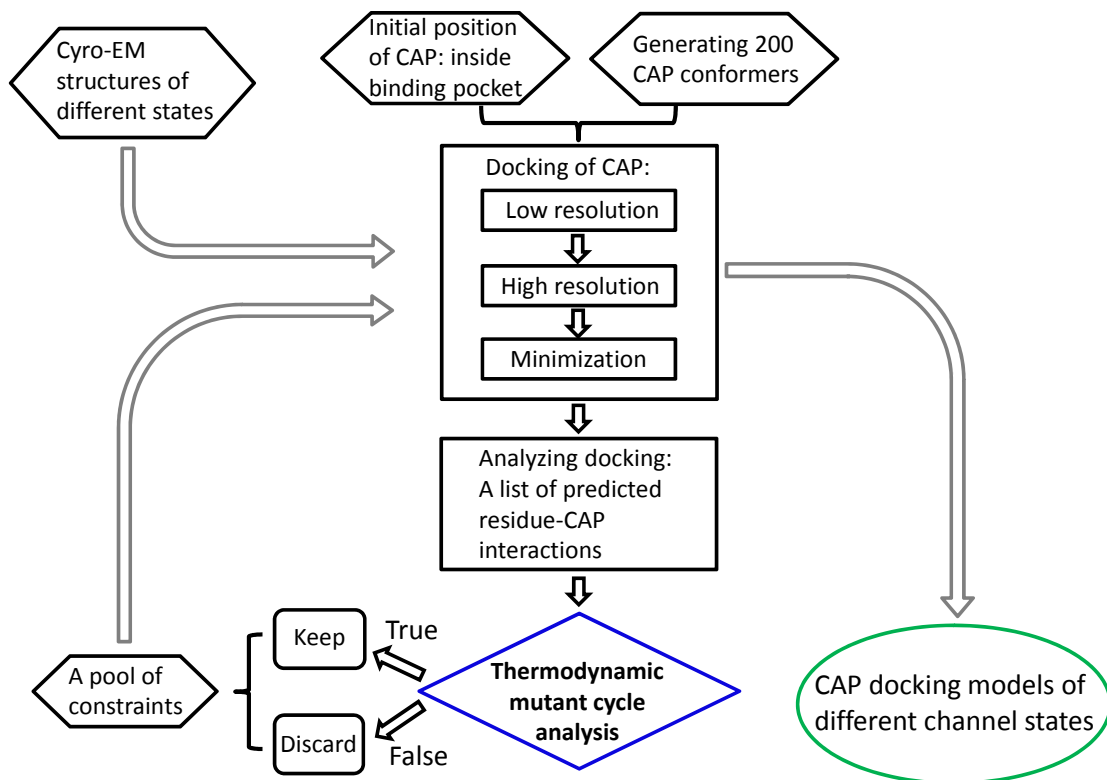 Cyro-EM
structures of
different states
Initial position
of CAP: inside
binding pocket
Generating 200
CAP conformers
Docking of CAP:
Low resolution
High resolution
Minimization
Analyzing docking:
A list of predicted
residue-CAP
interactions
Thermodynamic
mutant cycle
analysis
True
False
Keep
Discard
A pool of
constraints
CAP docking models of
different channel states